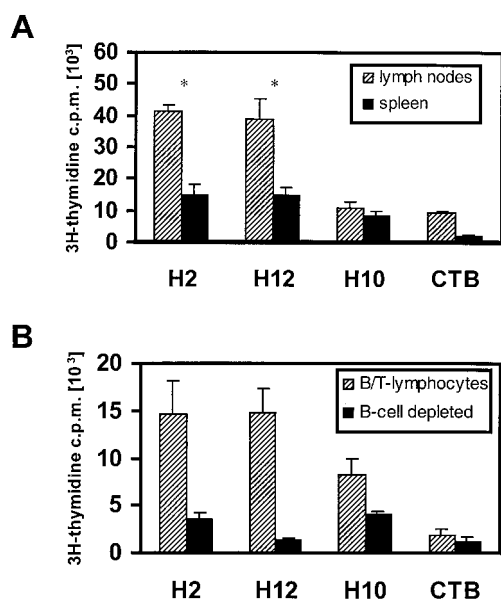 A
3H-thymidine c.p.m. [10³]
60
50
40
30
20
10
0
* *
lymph nodes
spleen
H2 H12 H10 CTB
B
3H-thymidine c.p.m. [10³]
20
15
10
5
0
B/T-lymphocytes
B-cell depleted
H2 H12 H10 CTB